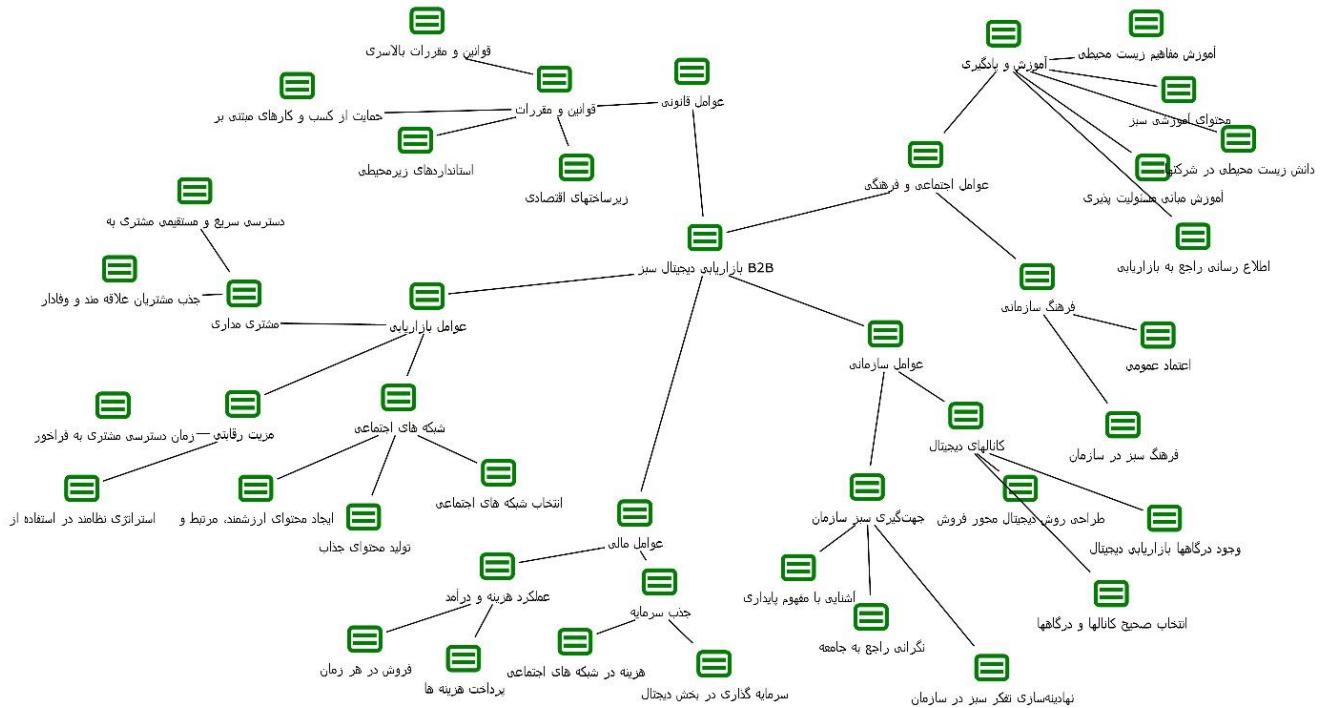 قوانین و مقررات بالاسری
آموزش مفاهیم زیست محیطی
آموزش و یادگیری
عوامل قانونی
قوانین و مقررات
حمایت از کسب و کارهای مبتنی بر
محتوای آموزشی سبز
استانداردهای زیرمحیطی
دانش زیست محیطی در شرکتها
عوامل اجتماعی و فرهنگی
زیرساختهای اقتصادی
آموزش مبانی مسئولیت پذیری
دسترسی سریع و مستقیمی مشتری به
اطلاع رسانی راجع به بازاریابی
بازاریابی دیجیتال سبز B2B
جذب مشتریان علاقه مند و وفادار
فرهنگ سازمانی
مشتری مداری
عوامل بازاریابی
عوامل سازمانی
اعتماد عمومی
شبکه های اجتماعی
مزیت رقابتی
زمان دسترسی مشتری به فراخور
کانالهای دیجیتال
فرهنگ سبز در سازمان
انتخاب شبکه های اجتماعی
ایجاد محتوای ارزشمند، مرتبط و
استراتژی نظامند در استفاده از
جهت‌گیری سبز سازمان
طراحی روش دیجیتال محور فروش
تولید محتوای جذاب
عوامل مالی
وجود درگاهها بازاریابی دیجیتال
عملکرد هزینه و درآمد
آشنایی با مفهوم پایداری
جذب سرمایه
انتخاب صحیح کانالها و درگاهها
نگرانی راجع به جامعه
فروش در هر زمان
هزینه در شبکه های اجتماعی
پرداخت هزینه ها
سرمایه گذاری در بخش دیجیتال
نهادینه‌سازی تفکر سبز در سازمان